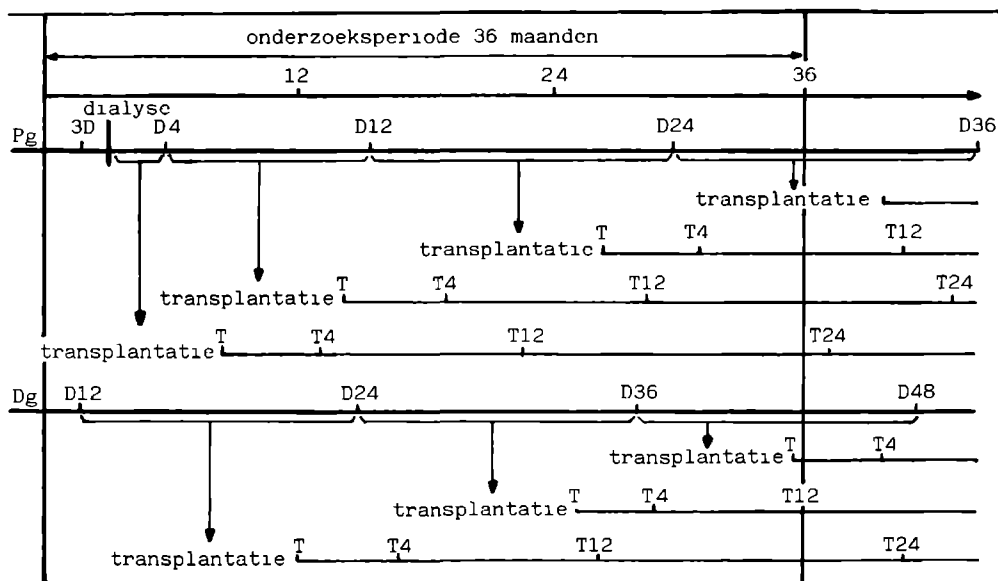 onderzoeksperiode 36 maanden
12 24 36
dialyse
Pg 3D D4 D12 D24 D36
transplantatie
transplantatie T T4 T12
transplantatie T T4 T12 T24
transplantatie T T4 T12 T24
Dg D12 D24 D36 D48
transplantatie T T4
transplantatie T T4 T12
transplantatie T T4 T12 T24